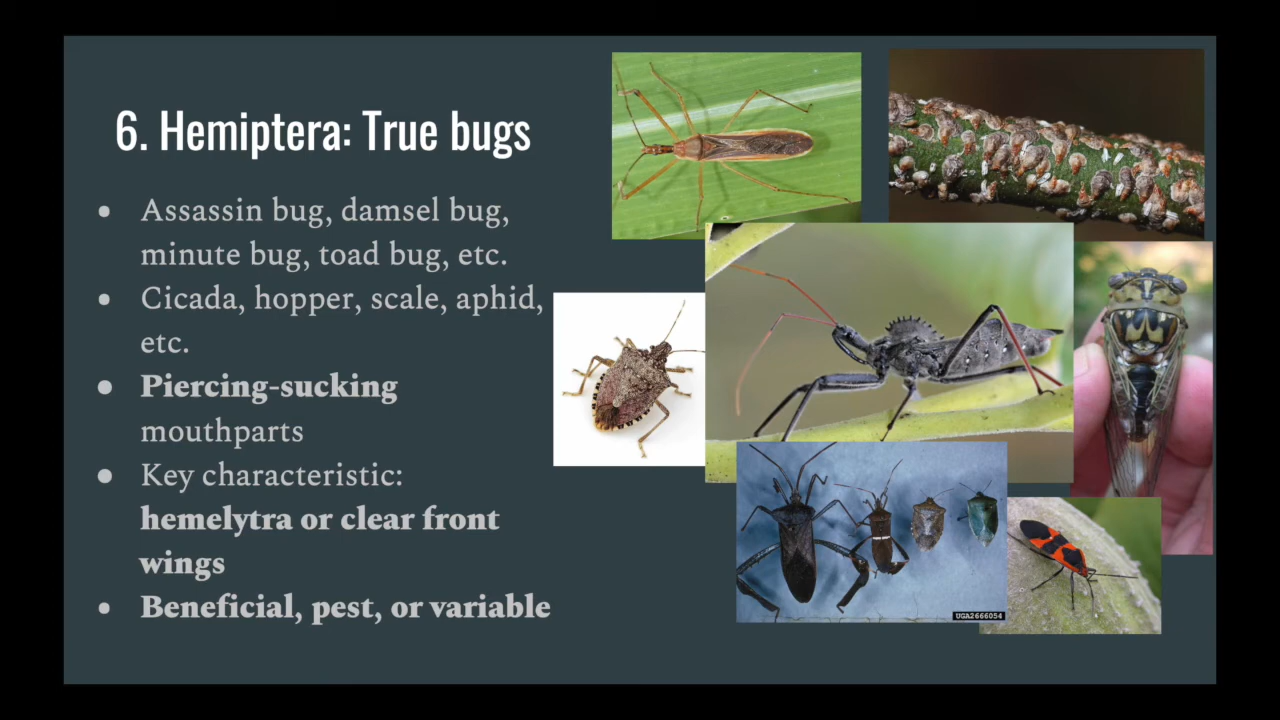 6. Hemiptera: True bugs
• Assassin bug, damsel bug,
minute bug, toad bug, etc.
• Cicada, hopper, scale, aphid,
etc.
• Piercing-sucking
mouthparts
• Key characteristic:
hemelytra or clear front
wings
• Beneficial, pest, or variable
UGA2666054